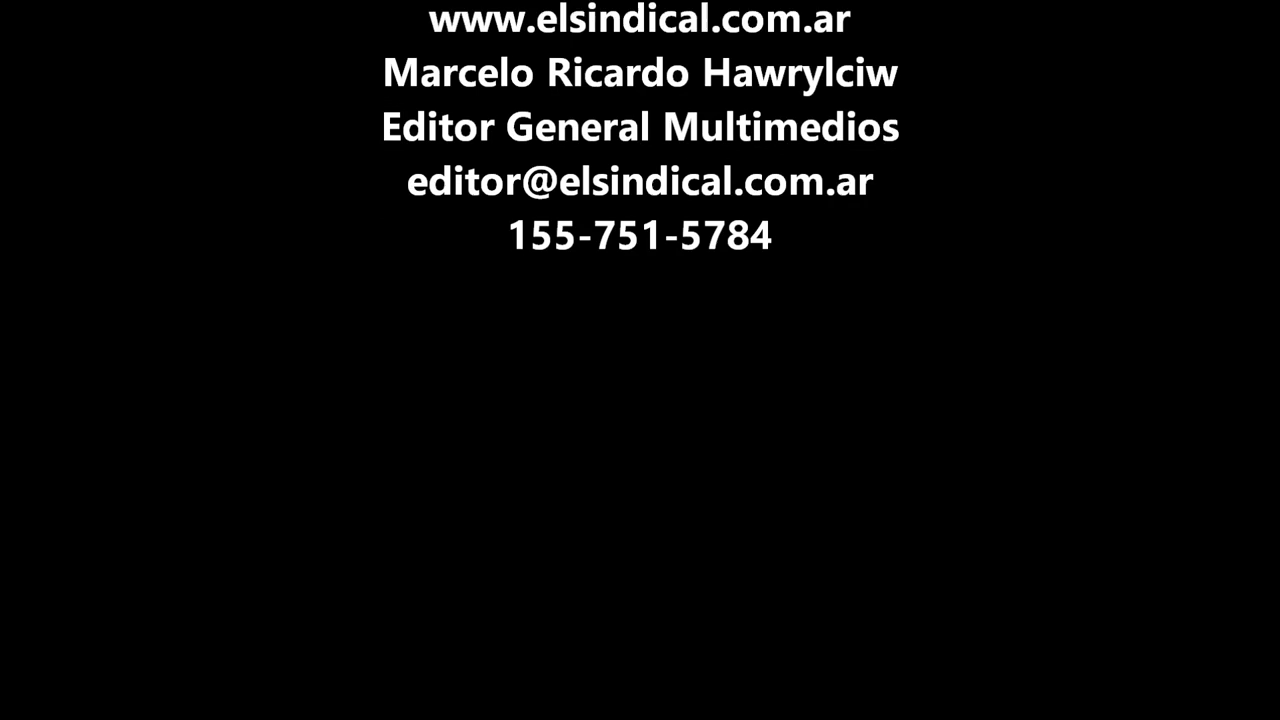 www.elsindical.com.ar
Marcelo Ricardo Hawrylciw
Editor General Multimedios
editor@elsindical.com.ar
155-751-5784